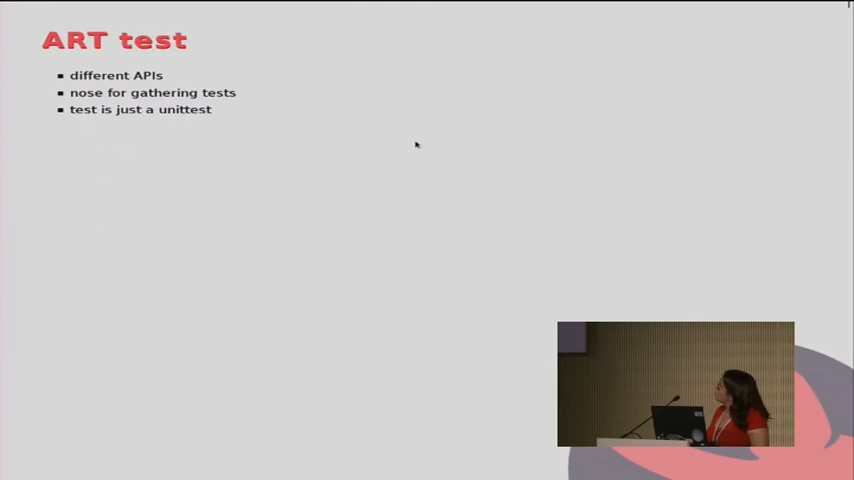 ART test
different APIs
nose for gathering tests
test is just a unittest